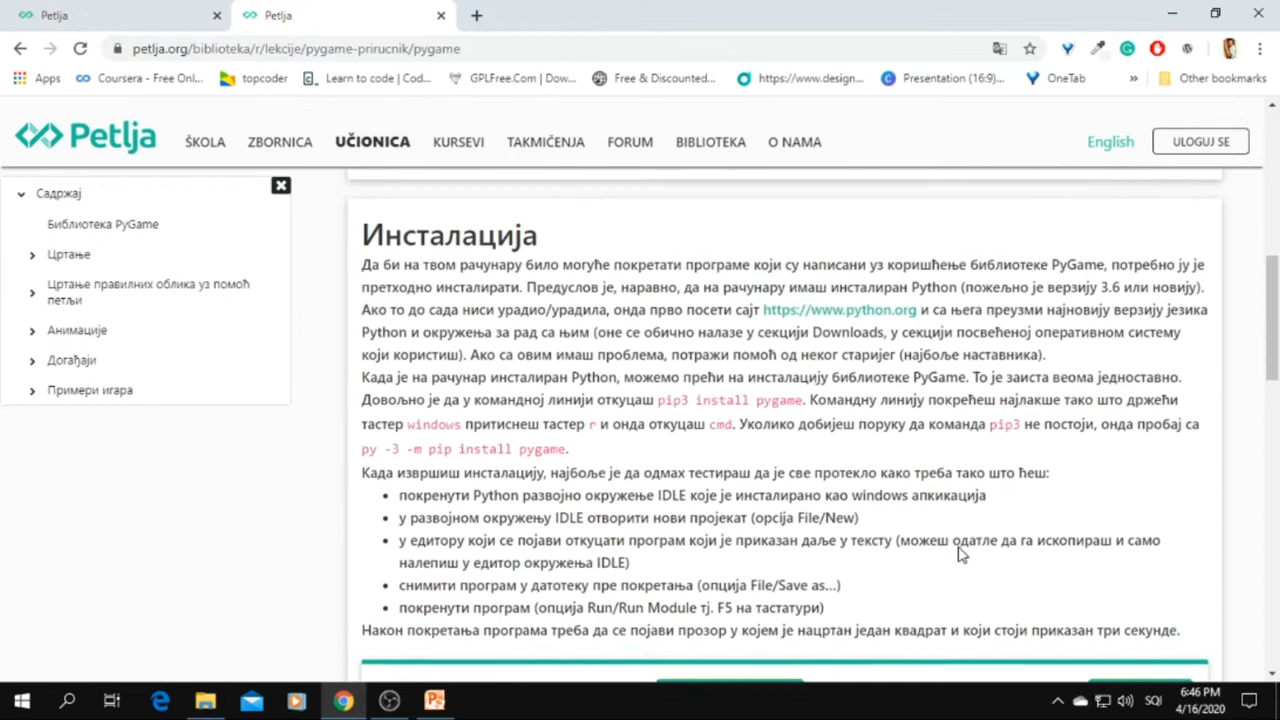 Petlja
Petlja
petlja.org/biblioteka/r/lekcije/pygame-prirucnik/pygame
Apps
Coursera - Free Onl...
topcoder
Learn to code | Cod...
GPLFree.Com | Dow...
Free & Discounted...
https://www.design...
Presentation (16:9)...
OneTab
»
Other bookmarks
Petlja
ŠKOLA
ZBORNICA
UČIONICA
KURSEVI
TAKMIČENJA
FORUM
BIBLIOTEKA
O NAMA
English
ULOGUJ SE
Садржај
Библиотека PyGame
Цртање
Цртање правилних облика уз помоћ
петљи
Анимације
Догађаји
Примери игара
Инсталација
Да би на твом рачунару било могуће покретати програме који су написани уз коришћење библиотеке PyGame, потребно ју је
претходно инсталирати. Предуслов је, наравно, да на рачунару имаш инсталиран Python (пожељно је верзију 3.6 или новију).
Ако то до сада ниси урадио/урадила, онда прво посети сајт https://www.python.org и са њега преузми најновију верзију језика
Python и окружења за рад са њим (оне се обично налазе у секцији Downloads, у секцији посвећеној оперативном систему
који користиш). Ако са овим имаш проблема, потражи помоћ од неког старијег (најбоље наставника).
Када је на рачунар инсталиран Python, можемо прећи на инсталацију библиотеке PyGame. То је заиста веома једноставно.
Довољно је да у командној линији откуцаш pip3 install pygame. Командну линију покрећеш најлакше тако што држећи
тастер windows притиснеш тастер r и онда откуцаш cmd. Уколико добијеш поруку да команда pip3 не постоји, онда пробај са
py -3 -m pip install pygame.
Када извршиш инсталацију, најбоље је да одмах тестираш да је све протекло како треба тако што ћеш:
• покренути Python развојно окружење IDLE које је инсталирано као windows апкикација
• у развојном окружењу IDLE отворити нови пројекат (opcija File/New)
• у едитору који се појави откуцати програм који је приказан даље у тексту (можеш одатле да га ископираш и само
налепиш у едитор окружења IDLE)
• снимити програм у датотеку пре покретања (опција File/Save as...)
• покренути програм (опција Run/Run Module тј. F5 на тастатури)
Након покретања програма треба да се појави прозор у којем је нацртан један квадрат и који стоји приказан три секунде.
SQI
6:46 PM
4/16/2020